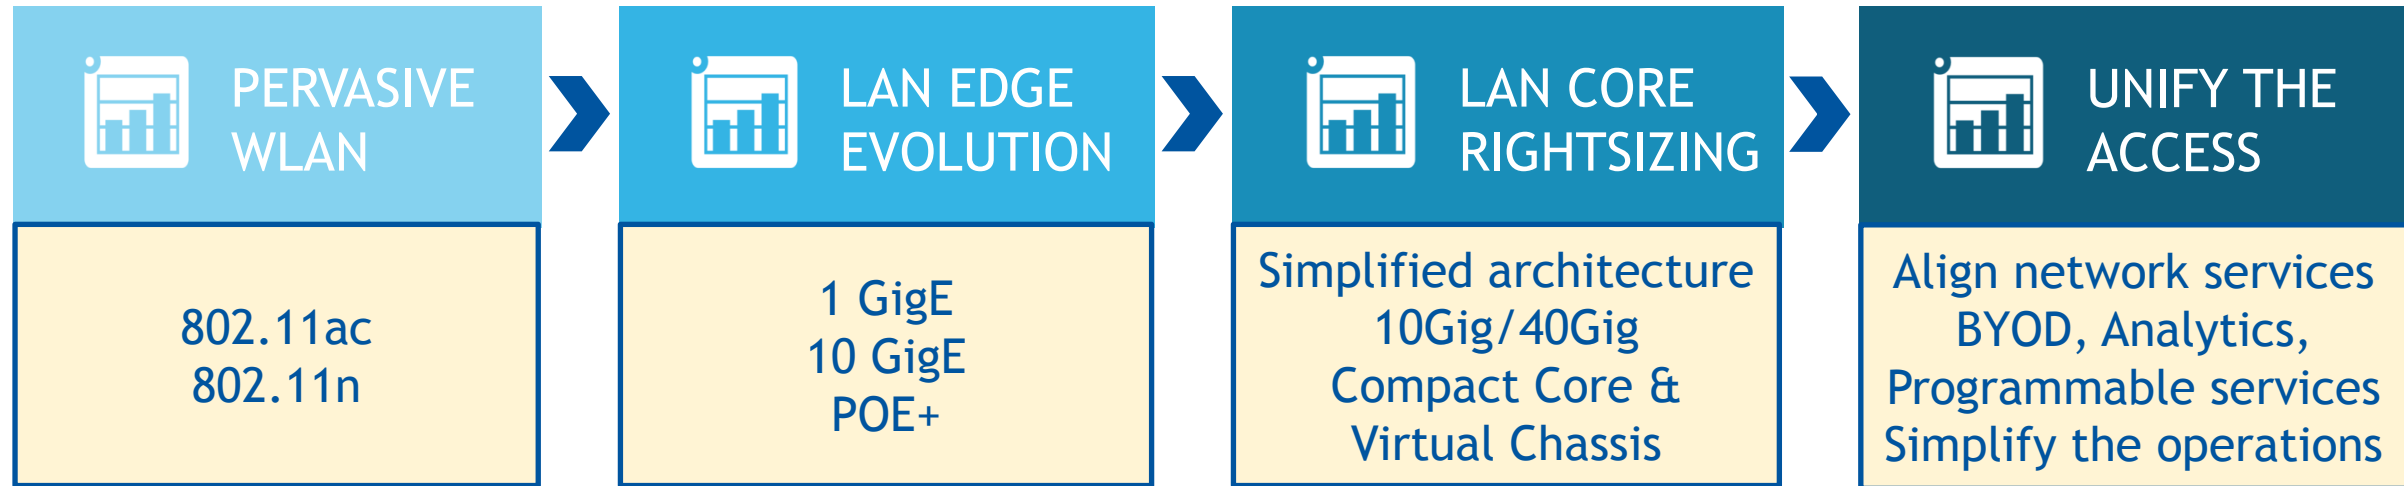 PERVASIVE
WLAN
802.11ac
802.11n
LAN EDGE
EVOLUTION
1 GigE
10 GigE
POE+
LAN CORE
RIGHTSIZING
Simplified architecture
10Gig/40Gig
Compact Core &
Virtual Chassis
UNIFY THE
ACCESS
Align network services
BYOD, Analytics,
Programmable services
Simplify the operations